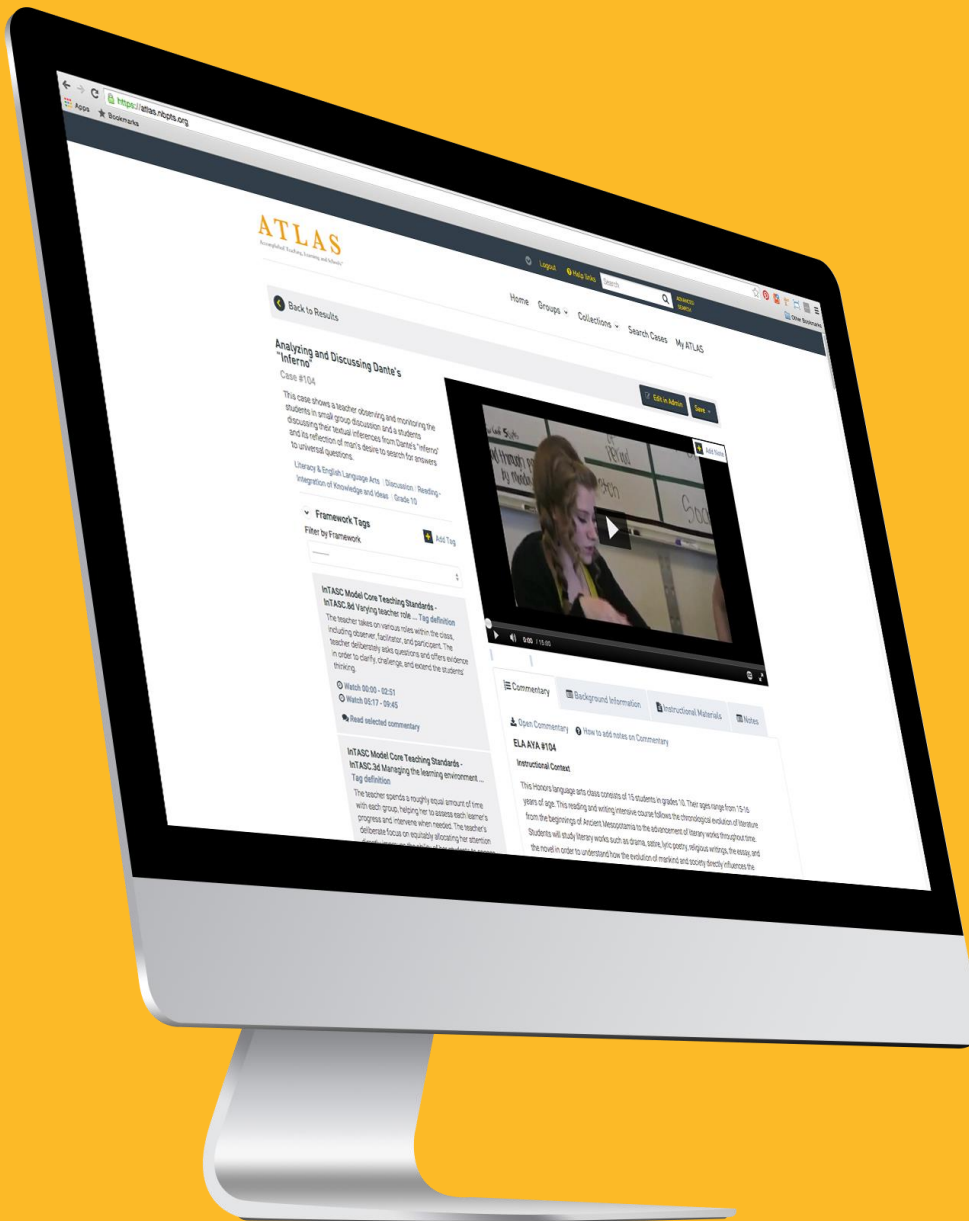 https://atlas.nbpts.org
Apps
Bookmarks
Other Bookmarks
ATLAS
Accomplished Teaching, Learning, and Schools
Logout
Help links
Search
ADVANCED
SEARCH
Home
Groups
Collections
Search Cases
My ATLAS
Back to Results
Edit in Admin
Save
Analyzing and Discussing Dante's
"Inferno"
Case #104
This case shows a teacher observing and monitoring the
students in small group discussion and a students
discussing their textual inferences from Dante's "Inferno"
and its reflection of man's desire to search for answers
to universal questions.
Literacy & English Language Arts | Discussion | Reading -
Integration of Knowledge and Ideas | Grade 10
Framework Tags
Add Tag
Filter by Framework
--------
InTASC Model Core Teaching Standards -
InTASC.8d Varying teacher role ... Tag definition
The teacher takes on various roles within the class,
including observer, facilitator, and participant. The
teacher deliberately asks questions and offers evidence
in order to clarify, challenge, and extend the students'
thinking.
Watch 00:00 - 02:51
Watch 05:17 - 09:45
Read selected commentary
InTASC Model Core Teaching Standards -
InTASC.3d Managing the learning environment ...
Tag definition
The teacher spends a roughly equal amount of time
with each group, helping her to assess each learner's
progress and intervene when needed. The teacher's
deliberate focus on equitably allocating her attention
Add Note
0:00 / 15:00
Commentary
Background Information
Instructional Materials
Notes
Open Commentary
How to add notes on Commentary
ELA AYA #104
Instructional Context
This Honors language arts class consists of 15 students in grades 10. Their ages range from 15-16
years of age. This reading and writing intensive course follows the chronological evolution of literature
from the beginnings of Ancient Mesopotamia to the advancement of literary works throughout time.
Students will study literary works such as drama, satire, lyric poetry, religious writings, the essay, and
the novel in order to understand how the evolution of mankind and society directly influences the